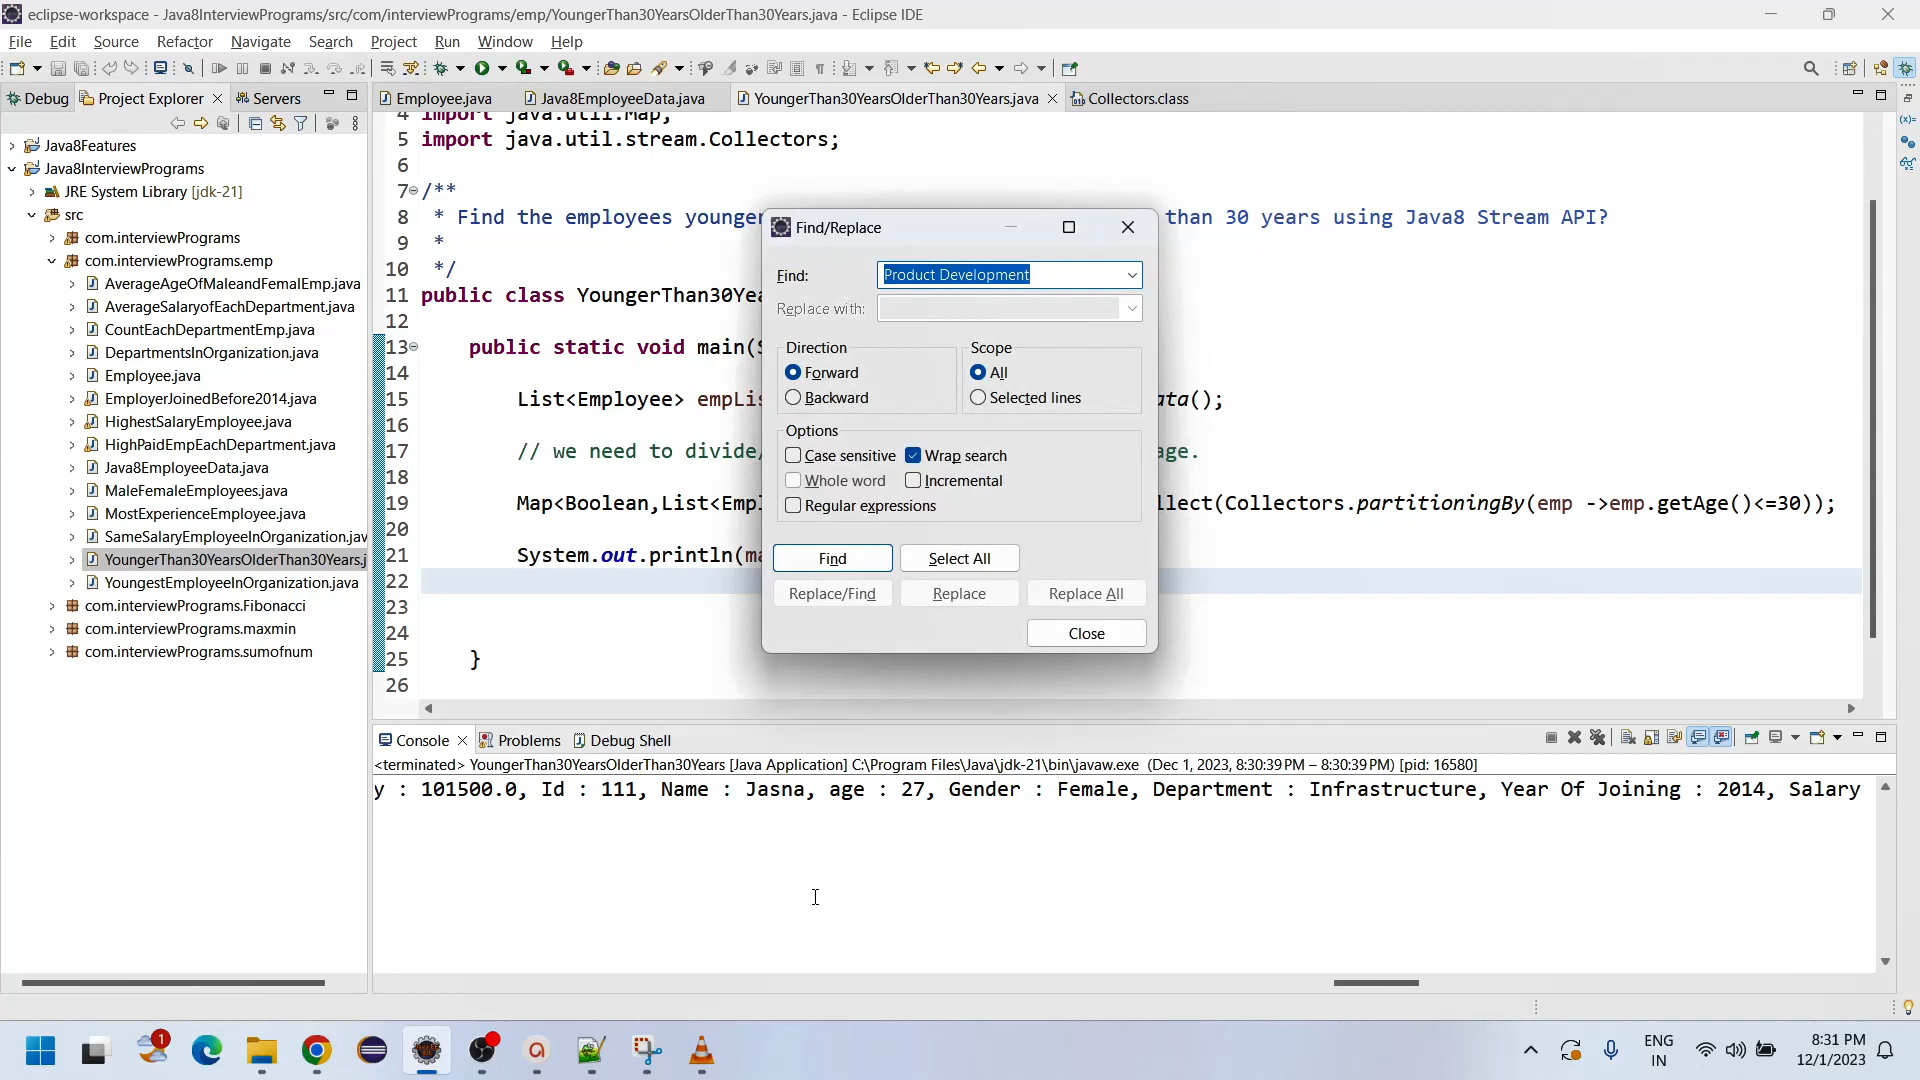 eclipse-workspace - Java8InterviewPrograms/src/com/interviewPrograms/emp/YoungerThan30YearsOlderThan30Years.java - Eclipse IDE
File Edit Source Refactor Navigate Search Project Run Window Help
Debug Project Explorer Servers Employee.java Java8EmployeeData.java YoungerThan30YearsOlderThan30Years.java Collectors.class
Java8Features
Java8InterviewPrograms
JRE System Library [jdk-21]
src
com.interviewPrograms
com.interviewPrograms.emp
AverageAgeOfMaleandFemalEmp.java
AverageSalaryofEachDepartment.java
CountEachDepartmentEmp.java
DepartmentsInOrganization.java
Employee.java
EmployerJoinedBefore2014.java
HighestSalaryEmployee.java
HighPaidEmpEachDepartment.java
Java8EmployeeData.java
MaleFemaleEmployees.java
MostExperienceEmployee.java
SameSalaryEmployeeInOrganization.jav
YoungerThan30YearsOlderThan30Years.j
YoungestEmployeeInOrganization.java
com.interviewPrograms.Fibonacci
com.interviewPrograms.maxmin
com.interviewPrograms.sumofnum
4 import java.util.Map;
5 import java.util.stream.Collectors;
6
7 /**
8 * Find the employees younger than 30 years using Java8 Stream API?
9 *
10 */
11 public class YoungerThan30Yea
12
13 public static void main(S
14
15 List<Employee> empLis ata();
16
17 // we need to divide/ age.
18
19 Map<Boolean,List<Empl llect(Collectors.partitioningBy(emp ->emp.getAge()<=30));
20
21 System.out.println(ma
22
23
24
25 }
26
Find/Replace
Find: Product Development
Replace with:
Direction Scope
Forward All
Backward Selected lines
Options
Case sensitive Wrap search
Whole word Incremental
Regular expressions
Find Select All
Replace/Find Replace Replace All
Close
Console Problems Debug Shell
<terminated> YoungerThan30YearsOlderThan30Years [Java Application] C:\Program Files\Java\jdk-21\bin\javaw.exe (Dec 1, 2023, 8:30:39 PM – 8:30:39 PM) [pid: 16580]
y : 101500.0, Id : 111, Name : Jasna, age : 27, Gender : Female, Department : Infrastructure, Year Of Joining : 2014, Salary
1
ENG
IN
8:31 PM
12/1/2023